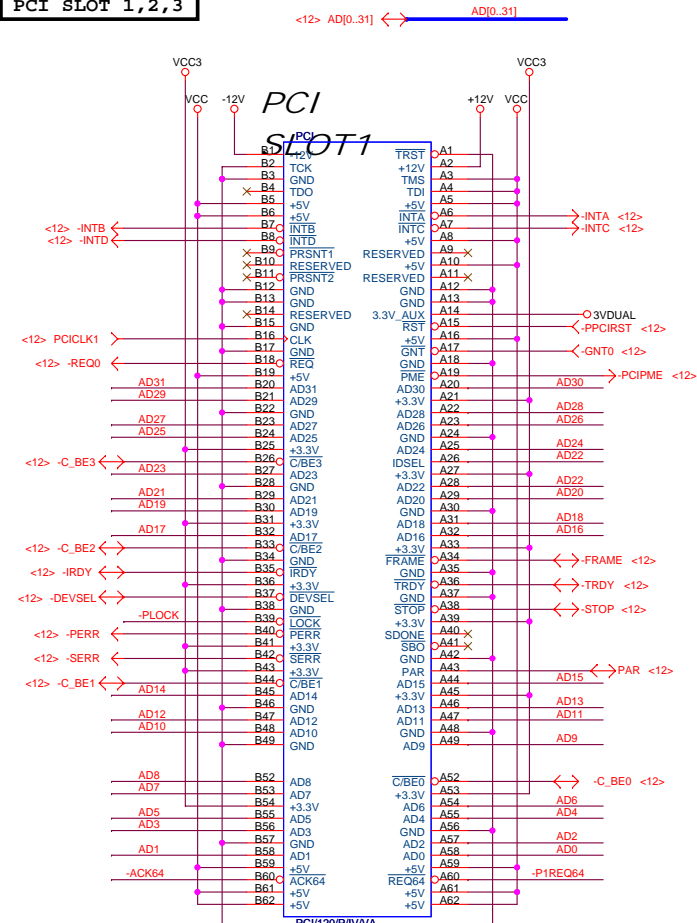 PCI SLOT 1,2,3
<12> AD[0..31] AD[0..31]
VCC3 VCC3
VCC -12V PCI +12V VCC
SLOT1
PCI
B1 -12V TRST A1
B2 TCK +12V A2
B3 GND TMS A3
B4 TDO TDI A4
B5 +5V +5V A5
B6 +5V INTA A6 -INTA <12>
<12> -INTB B7 INTB INTC A7 -INTC <12>
<12> -INTD B8 INTD +5V A8
B9 PRSNT1 RESERVED A9
B10 RESERVED +5V A10
B11 PRSNT2 RESERVED A11
B12 GND GND A12
B13 GND GND A13
B14 RESERVED 3.3V_AUX A14 3VDUAL
B15 GND RST A15 -PPCIRST <12>
<12> PCICLK1 B16 CLK +5V A16
B17 GND GNT A17 -GNT0 <12>
<12> -REQ0 B18 REQ GND A18
B19 +5V PME A19 -PCIPME <12>
AD31 B20 AD31 AD30 A20 AD30
AD29 B21 AD29 +3.3V A21
B22 GND AD28 A22 AD28
AD27 B23 AD27 AD26 A23 AD26
AD25 B24 AD25 GND A24
B25 +3.3V AD24 A25 AD24
<12> -C_BE3 B26 C/BE3 IDSEL A26 AD22
AD23 B27 AD23 +3.3V A27
B28 GND AD22 A28 AD22
AD21 B29 AD21 AD20 A29 AD20
AD19 B30 AD19 GND A30
B31 +3.3V AD18 A31 AD18
AD17 B32 AD17 AD16 A32 AD16
<12> -C_BE2 B33 C/BE2 +3.3V A33
B34 GND FRAME A34 -FRAME <12>
<12> -IRDY B35 IRDY GND A35
B36 +3.3V TRDY A36 -TRDY <12>
<12> -DEVSEL B37 DEVSEL GND A37
B38 GND STOP A38 -STOP <12>
-PLOCK B39 LOCK +3.3V A39
<12> -PERR B40 PERR SDONE A40
B41 +3.3V SBO A41
<12> -SERR B42 SERR GND A42
B43 +3.3V PAR A43 PAR <12>
<12> -C_BE1 B44 C/BE1 AD15 A44 AD15
AD14 B45 AD14 +3.3V A45
B46 GND AD13 A46 AD13
AD12 B47 AD12 AD11 A47 AD11
AD10 B48 AD10 GND A48
B49 GND AD9 A49 AD9
AD8 B52 AD8 C/BE0 A52 -C_BE0 <12>
AD7 B53 AD7 +3.3V A53
B54 +3.3V AD6 A54 AD6
AD5 B55 AD5 AD4 A55 AD4
AD3 B56 AD3 GND A56
B57 GND AD2 A57 AD2
AD1 B58 AD1 AD0 A58 AD0
B59 +5V +5V A59
-ACK64 B60 ACK64 REQ64 A60 -P1REQ64
B61 +5V +5V A61
B62 +5V +5V A62
PCI/120/P/IV/VA